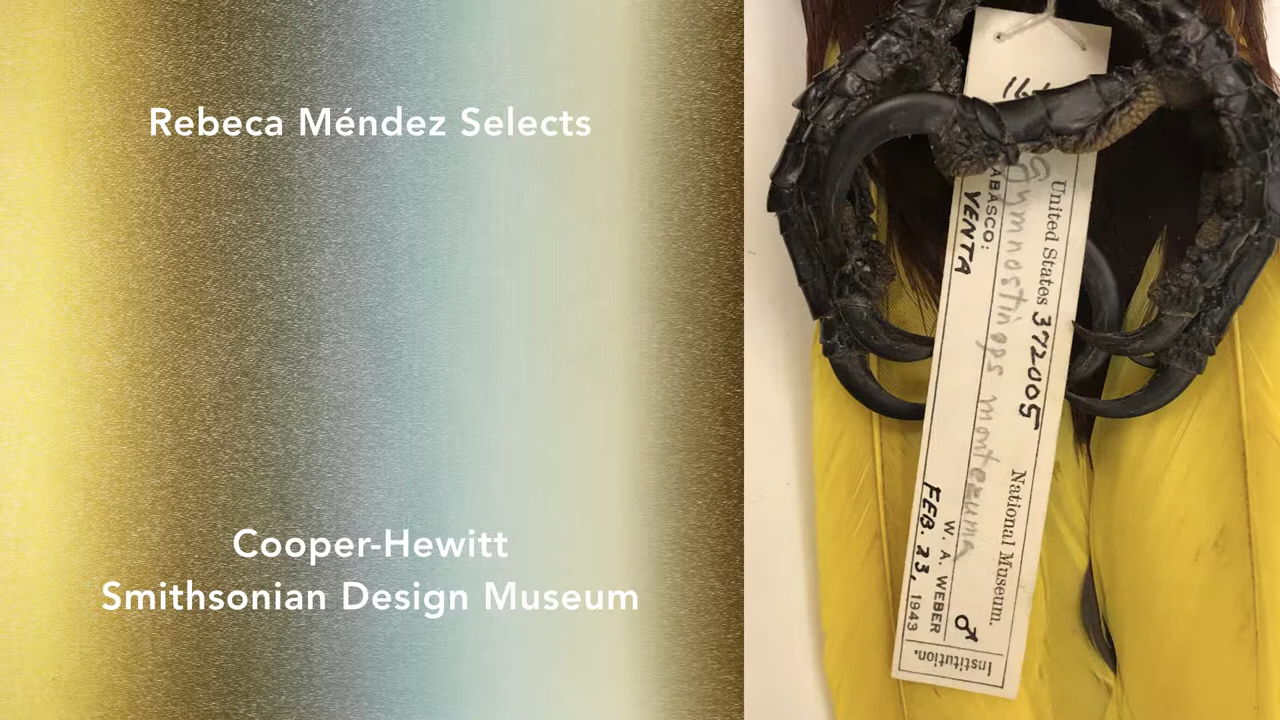 Rebeca Méndez Selects
Cooper-Hewitt
Smithsonian Design Museum
United States 372005 National Museum.
Gymnostinops montezuma ♂
ABASCO: W. A. WEBER
VENTA FEB. 23, 1943
Institution.